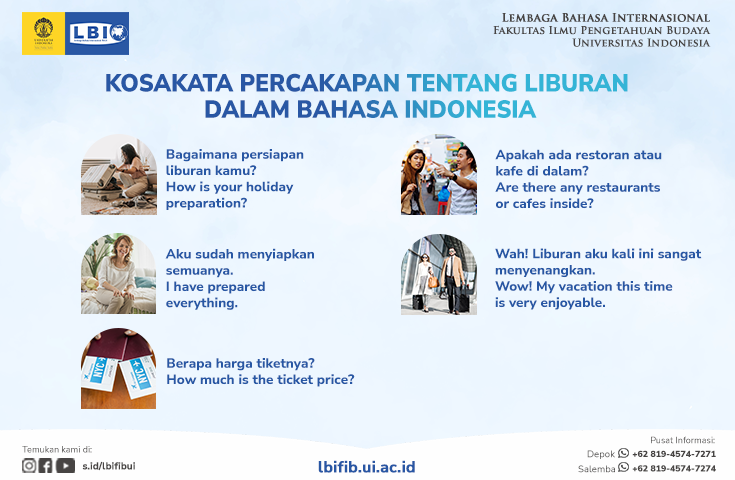 LBI
LEMBAGA BAHASA INTERNASIONAL
FAKULTAS ILMU PENGETAHUAN BUDAYA
UNIVERSITAS INDONESIA
KOSAKATA PERCAKAPAN TENTANG LIBURAN
DALAM BAHASA INDONESIA
Bagaimana persiapan
liburan kamu?
How is your holiday
preparation?
Aku sudah menyiapkan
semuanya.
I have prepared
everything.
Berapa harga tiketnya?
How much is the ticket price?
Apakah ada restoran atau
kafe di dalam?
Are there any restaurants
or cafes inside?
Wah! Liburan aku kali ini sangat
menyenangkan.
Wow! My vacation this time
is very enjoyable.
Temukan kami di:
s.id/lbifibui
lbifib.ui.ac.id
Pusat Informasi:
Depok +62 819-4574-7271
Salemba +62 819-4574-7274